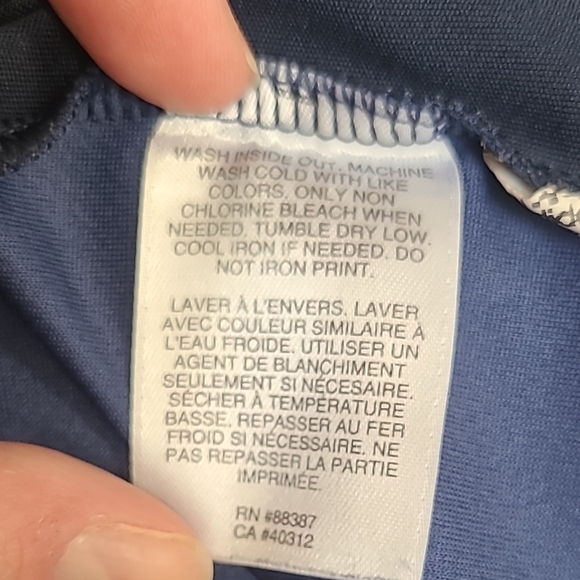 WASH INSIDE OUT. MACHINE
WASH COLD WITH LIKE
COLORS. ONLY NON
CHLORINE BLEACH WHEN
NEEDED. TUMBLE DRY LOW.
COOL IRON IF NEEDED. DO
NOT IRON PRINT.
LAVER À L'ENVERS. LAVER
AVEC COULEUR SIMILAIRE À
L'EAU FROIDE. UTILISER UN
AGENT DE BLANCHIMENT
SEULEMENT SI NÉCESSAIRE.
SÉCHER À TEMPÉRATURE
BASSE. REPASSER AU FER
FROID SI NÉCESSAIRE. NE
PAS REPASSER LA PARTIE
IMPRIMÉE.
RN #88387
CA #40312